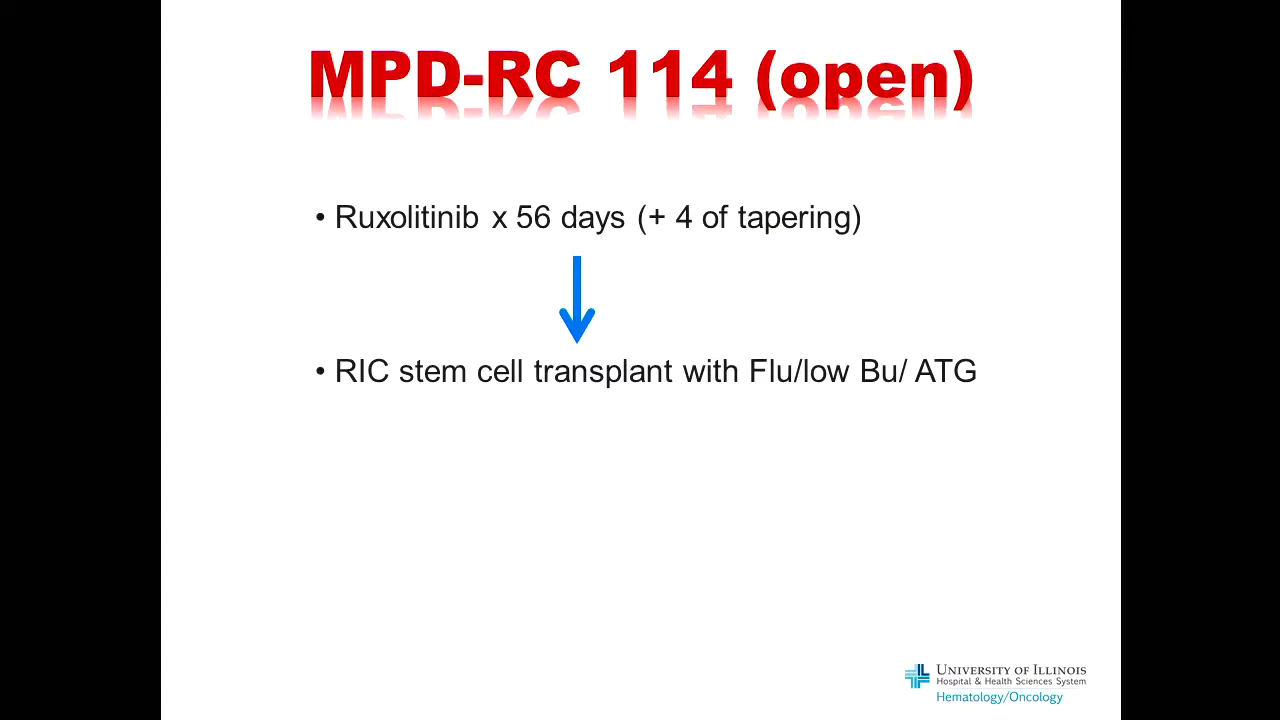 MPD-RC 114 (open)
• Ruxolitinib x 56 days (+ 4 of tapering)
• RIC stem cell transplant with Flu/low Bu/ ATG
UNIVERSITY OF ILLINOIS
Hospital & Health Sciences System
Hematology/Oncology